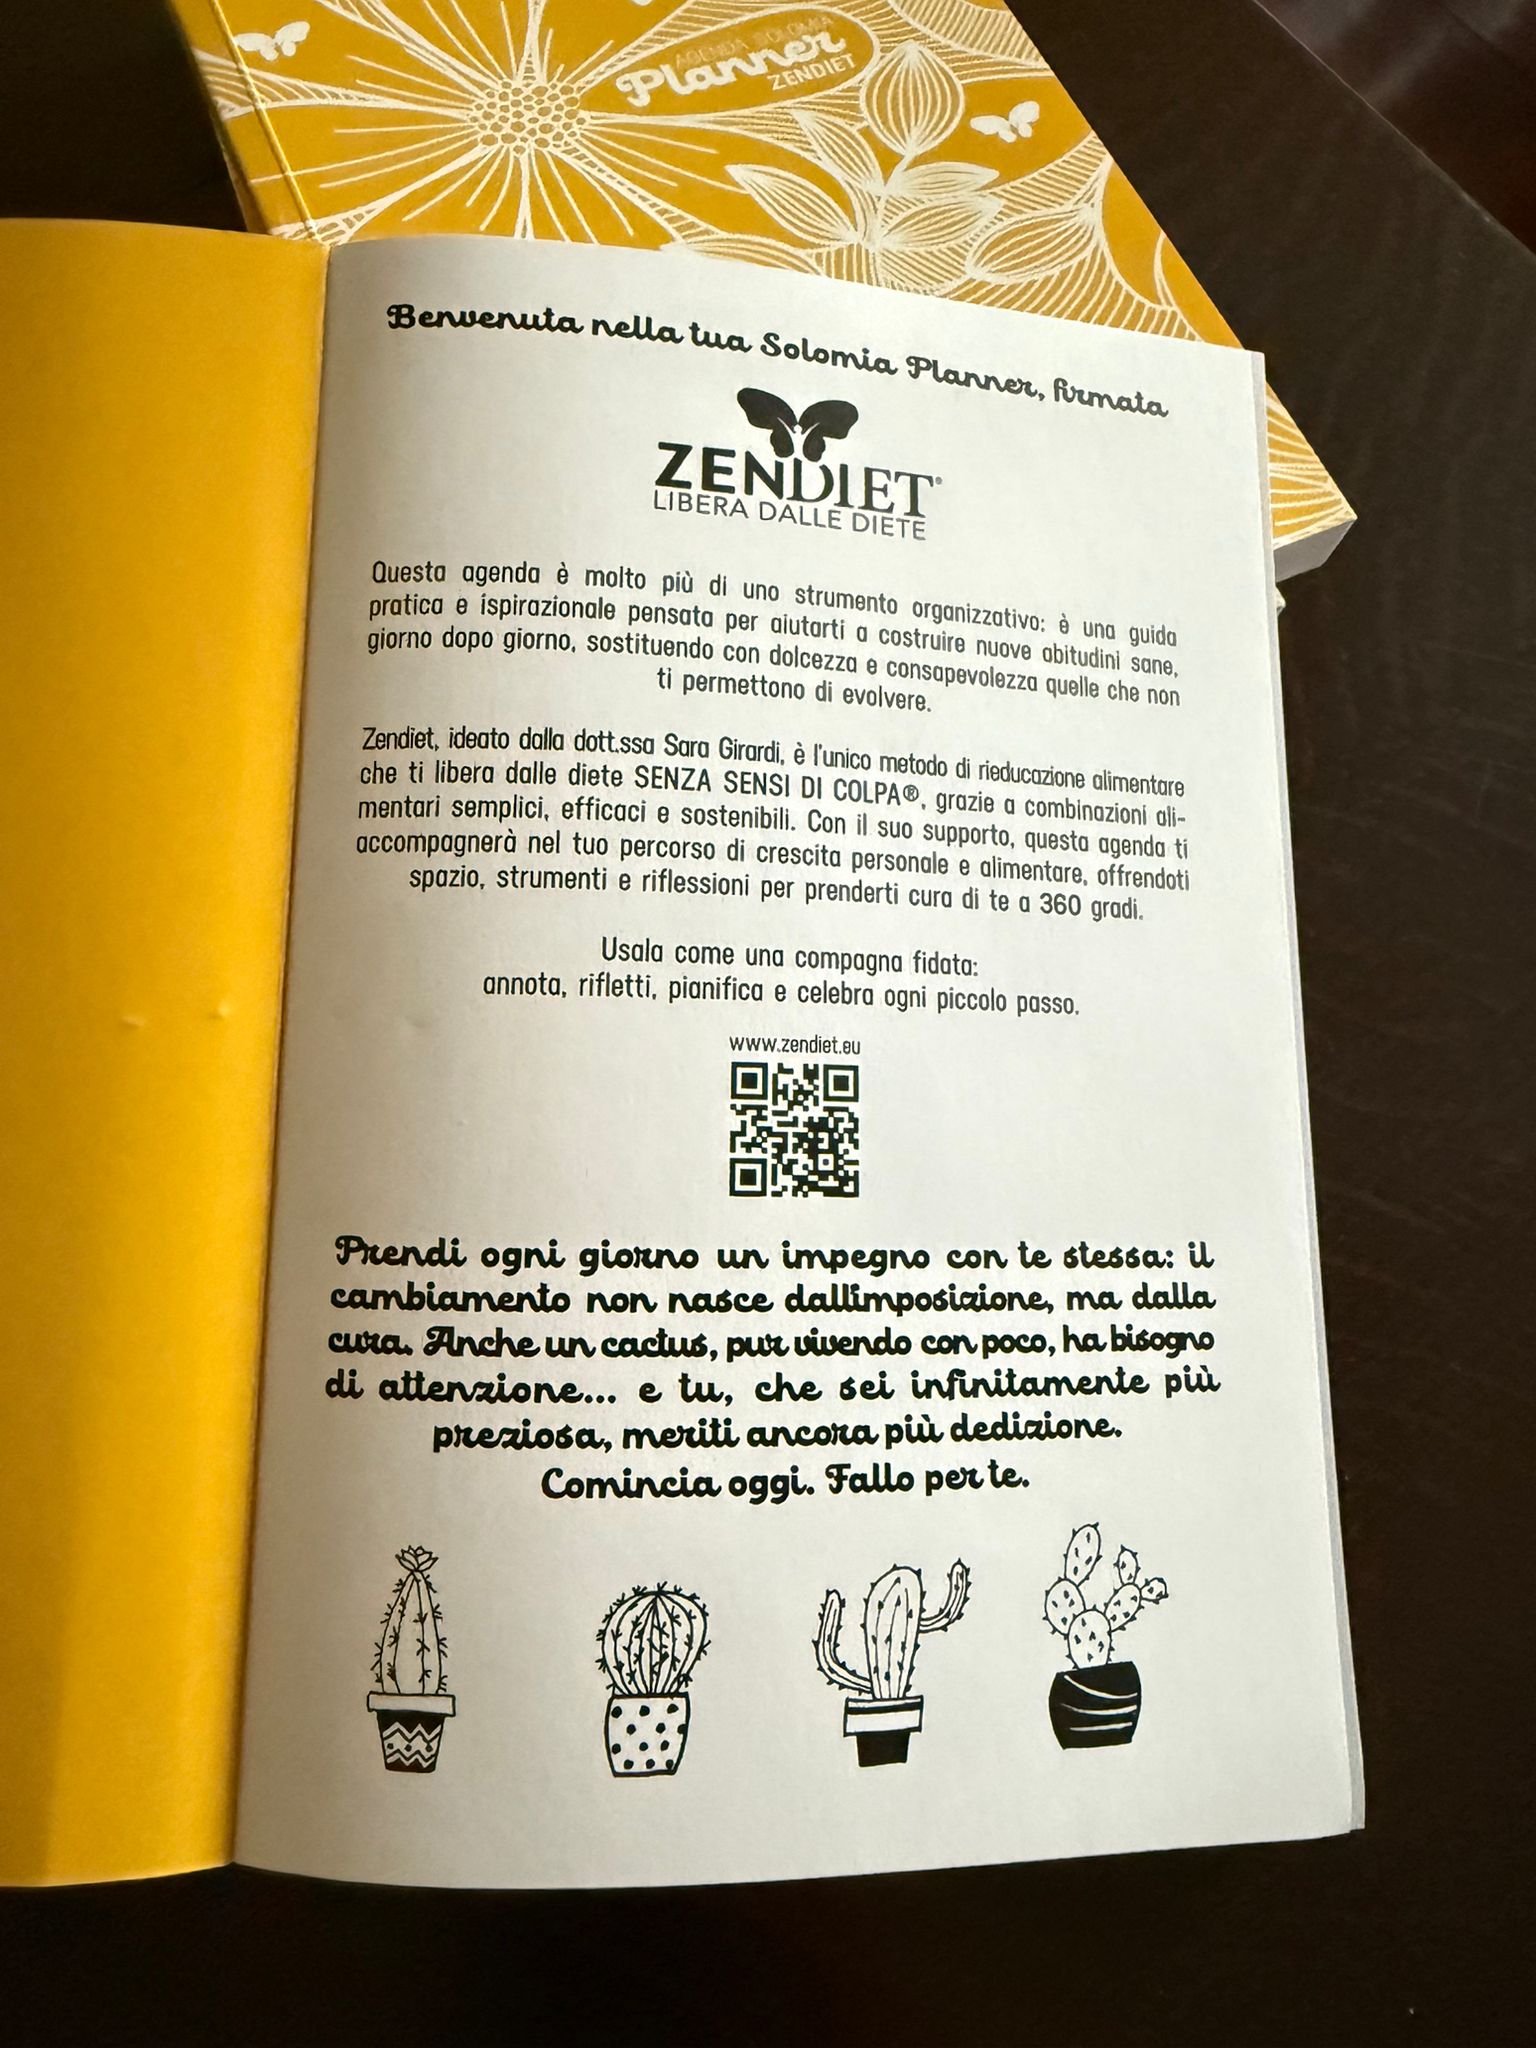 AGENDA SOLOMIA
Planner
ZENDIET
Benvenuta nella tua Solomia Planner, firmata
ZENDIET®
LIBERA DALLE DIETE
Questa agenda è molto più di uno strumento organizzativo: è una guida
pratica e ispirazionale pensata per aiutarti a costruire nuove abitudini sane,
giorno dopo giorno, sostituendo con dolcezza e consapevolezza quelle che non
ti permettono di evolvere.
Zendiet, ideato dalla dott.ssa Sara Girardi, è l'unico metodo di rieducazione alimentare
che ti libera dalle diete SENZA SENSI DI COLPA®, grazie a combinazioni ali-
mentari semplici, efficaci e sostenibili. Con il suo supporto, questa agenda ti
accompagnerà nel tuo percorso di crescita personale e alimentare, offrendoti
spazio, strumenti e riflessioni per prenderti cura di te a 360 gradi.
Usala come una compagna fidata:
annota, rifletti, pianifica e celebra ogni piccolo passo.
www.zendiet.eu
Prendi ogni giorno un impegno con te stessa: il
cambiamento non nasce dall'imposizione, ma dalla
cura. Anche un cactus, pur vivendo con poco, ha bisogno
di attenzione... e tu, che sei infinitamente più
preziosa, meriti ancora più dedizione.
Comincia oggi. Fallo per te.